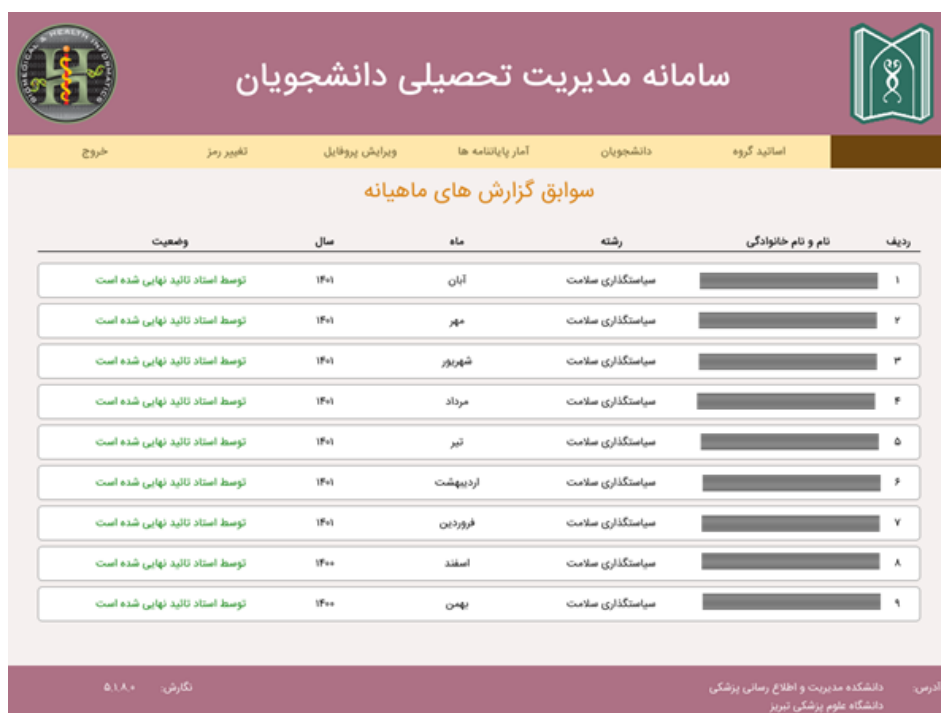 سامانه مدیریت تحصیلی دانشجویان
BIOMEDICAL & HEALTH INFORMATICS
اساتید گروه دانشجویان آمار پایاننامه ها ویرایش پروفایل تغییر رمز خروج
سوابق گزارش های ماهیانه
ردیف نام و نام خانوادگی رشته ماه سال وضعیت
۱ سیاستگذاری سلامت آبان ۱۴۰۱ توسط استاد تائید نهایی شده است
۲ سیاستگذاری سلامت مهر ۱۴۰۱ توسط استاد تائید نهایی شده است
۳ سیاستگذاری سلامت شهریور ۱۴۰۱ توسط استاد تائید نهایی شده است
۴ سیاستگذاری سلامت مرداد ۱۴۰۱ توسط استاد تائید نهایی شده است
۵ سیاستگذاری سلامت تیر ۱۴۰۱ توسط استاد تائید نهایی شده است
۶ سیاستگذاری سلامت اردیبهشت ۱۴۰۱ توسط استاد تائید نهایی شده است
۷ سیاستگذاری سلامت فروردین ۱۴۰۱ توسط استاد تائید نهایی شده است
۸ سیاستگذاری سلامت اسفند ۱۴۰۰ توسط استاد تائید نهایی شده است
۹ سیاستگذاری سلامت بهمن ۱۴۰۰ توسط استاد تائید نهایی شده است
آدرس: دانشکده مدیریت و اطلاع رسانی پزشکی نگارش: ۵.۱.۸.۰
دانشگاه علوم پزشکی تبریز